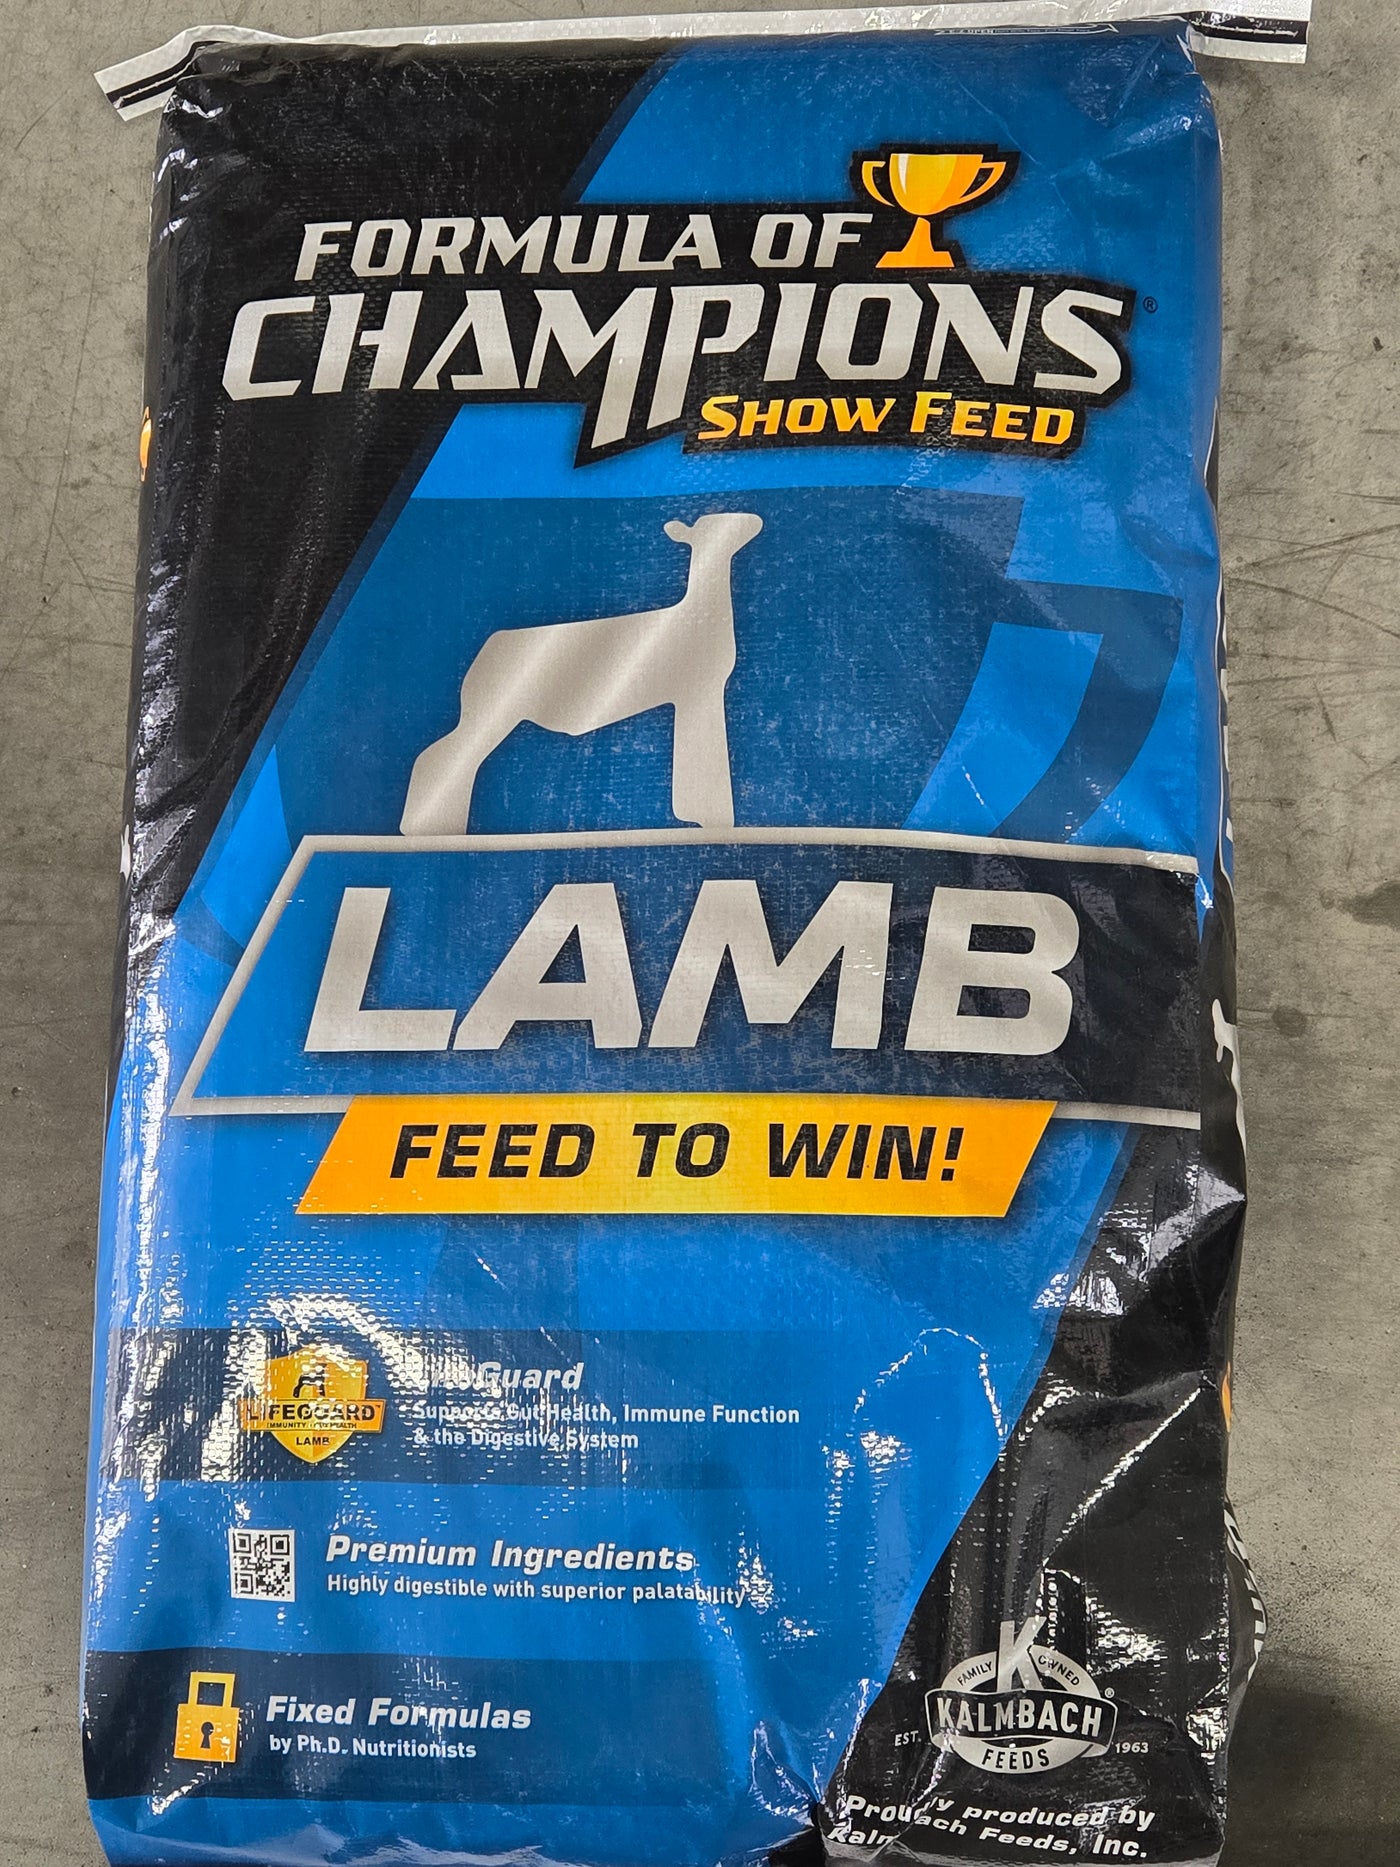 FORMULA OF
CHAMPIONS®
SHOW FEED
LAMB
FEED TO WIN!
LIFEGUARD
LAMB
Guard
Supports Gut Health, Immune Function
& the Digestive System
Premium Ingredients
Highly digestible with superior palatability
Fixed Formulas
by Ph.D. Nutritionists
K
FAMILY OWNED
KALMBACH®
FEEDS
EST. 1963
produced by
Feeds, Inc.